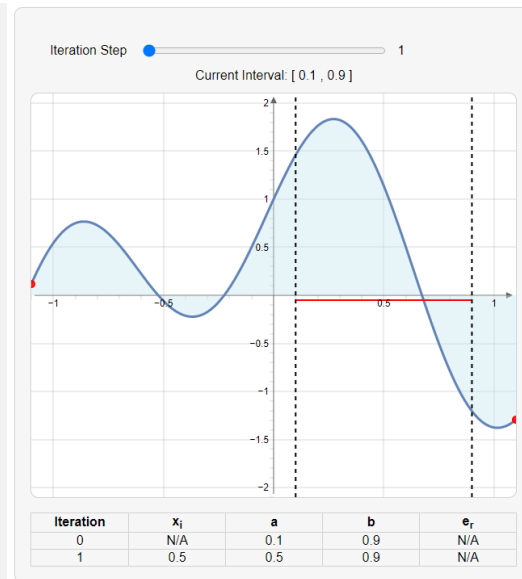 Iteration Step 1
Current Interval: [ 0.1 , 0.9 ]
2
1.5
1
0.5
-1 -0.5 0.5 1
-0.5
-1
-1.5
-2
Iteration xi a b er
0 N/A 0.1 0.9 N/A
1 0.5 0.5 0.9 N/A